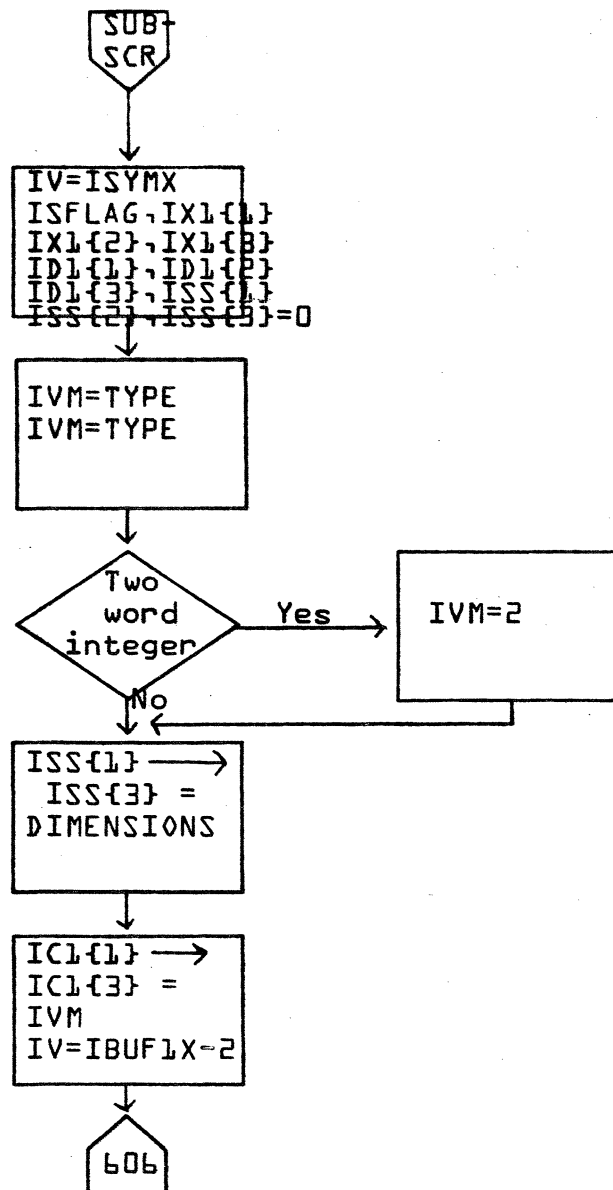 SUB-
SCR
IV=ISYMX
ISFLAG,IX1{1}
IX1{2},IX1{3}
ID1{1},ID1{2}
ID1{3},ISS{1}
ISS{2},ISS{3}=0
IVM=TYPE
IVM=TYPE
Two
word
integer
Yes
IVM=2
No
ISS{1} →
ISS{3} =
DIMENSIONS
IC1{1} →
IC1{3} =
IVM
IV=IBUF1X-2
606